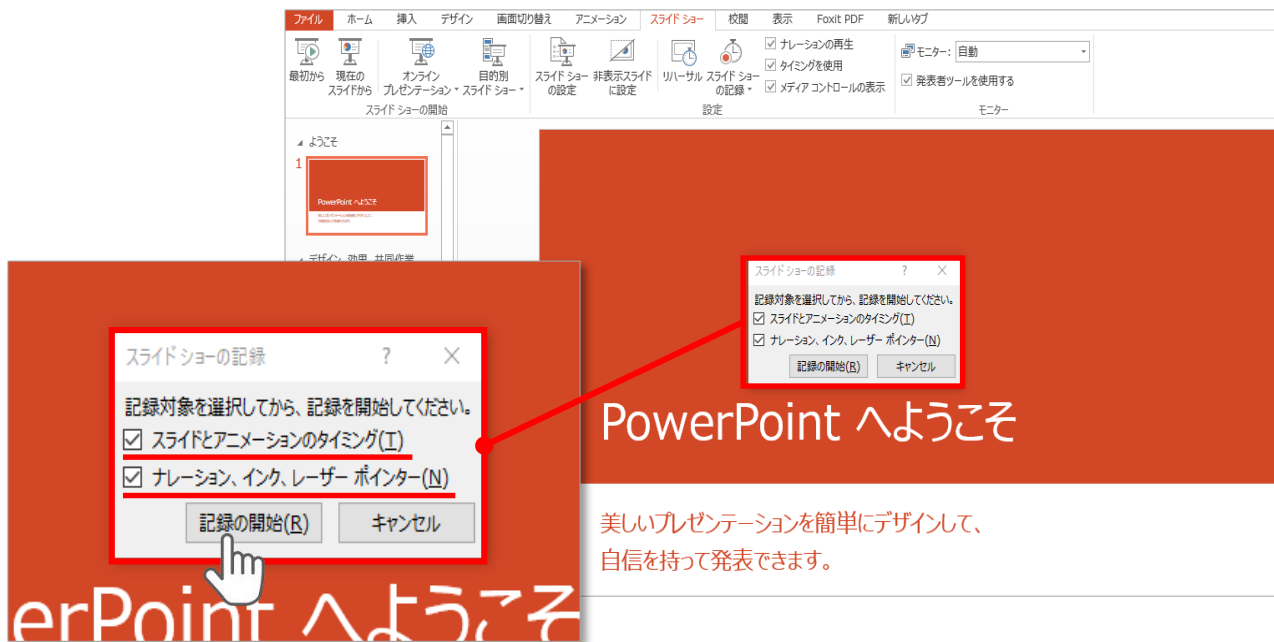 ファイル ホーム 挿入 デザイン 画面切り替え アニメーション スライド ショー 校閲 表示 Foxit PDF 新しいタブ
最初から 現在の
スライドから オンライン
プレゼンテーション 目的別
スライド ショー
スライド ショーの開始
スライド ショー
の設定 非表示スライド
に設定 リハーサル スライド ショー
の記録
ナレーションの再生
タイミングを使用
メディア コントロールの表示
設定
モニター: 自動
発表者ツールを使用する
モニター
ようこそ
1
PowerPoint へようこそ
デザイン、効果、共同作業
スライド ショーの記録 ? ×
記録対象を選択してから、記録を開始してください。
スライドとアニメーションのタイミング(T)
ナレーション、インク、レーザー ポインター(N)
記録の開始(R) キャンセル
PowerPoint へようこそ
美しいプレゼンテーションを簡単にデザインして、
自信を持って発表できます。
スライド ショーの記録 ? ×
記録対象を選択してから、記録を開始してください。
スライドとアニメーションのタイミング(T)
ナレーション、インク、レーザー ポインター(N)
記録の開始(R) キャンセル
erPoint へようこそ